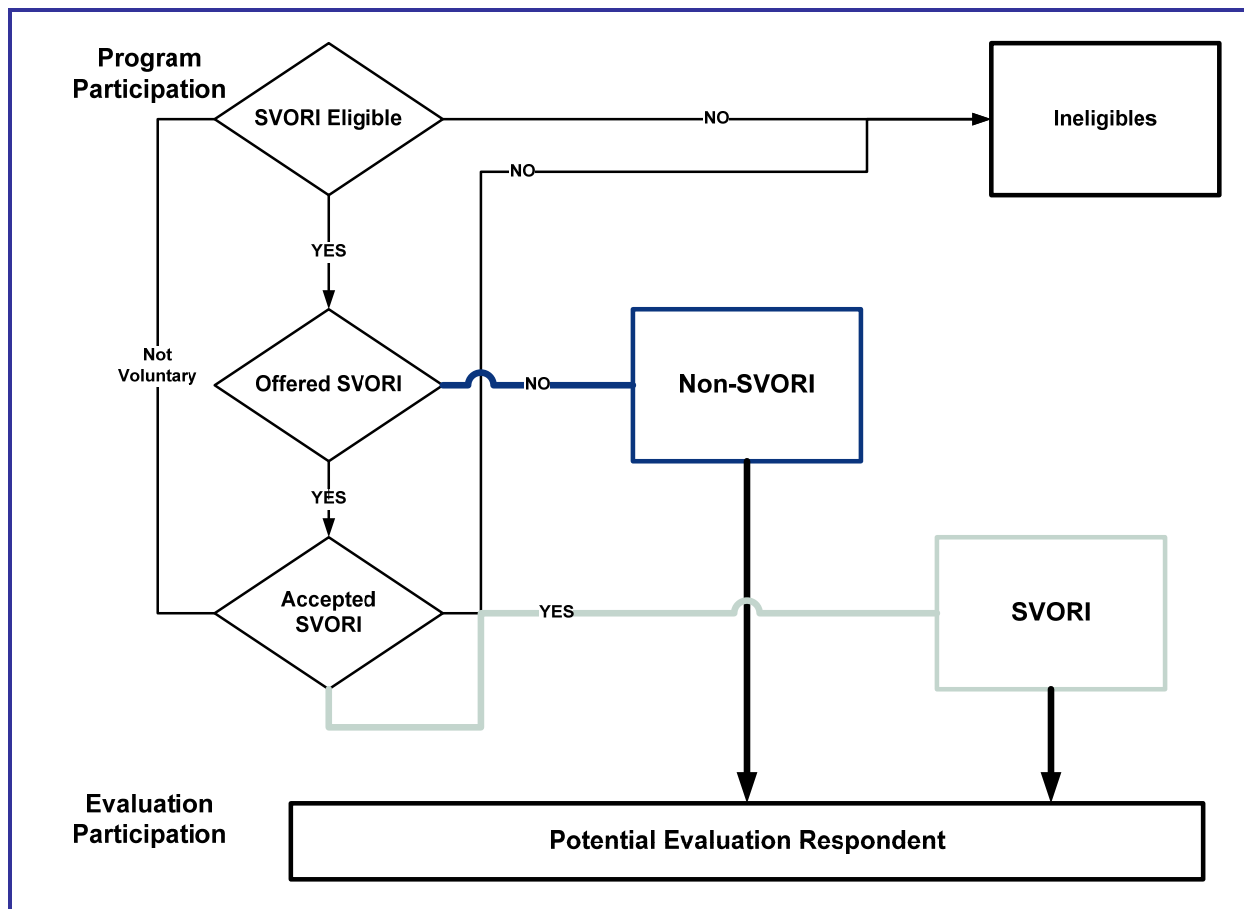 Program
Participation
SVORI Eligible
NO
Ineligibles
NO
YES
Not
Voluntary
Offered SVORI
NO
Non-SVORI
YES
Accepted
SVORI
YES
SVORI
Evaluation
Participation
Potential Evaluation Respondent